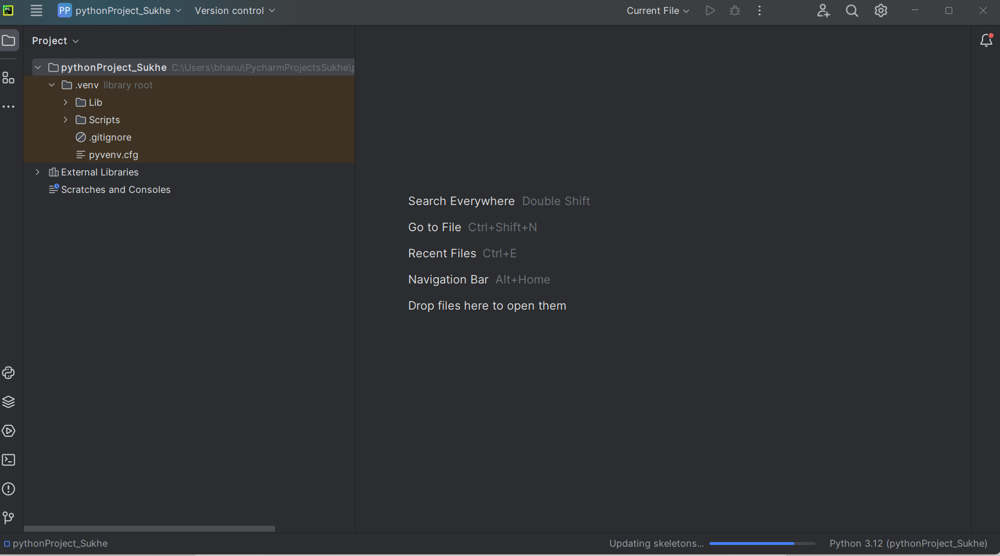 PC
PP pythonProject_Sukhe Version control Current File
Project
pythonProject_Sukhe C:\Users\bhanu\PycharmProjectsSukhe\p
.venv library root
Lib
Scripts
.gitignore
pyvenv.cfg
External Libraries
Scratches and Consoles
Search Everywhere Double Shift
Go to File Ctrl+Shift+N
Recent Files Ctrl+E
Navigation Bar Alt+Home
Drop files here to open them
pythonProject_Sukhe Updating skeletons... Python 3.12 (pythonProject_Sukhe)